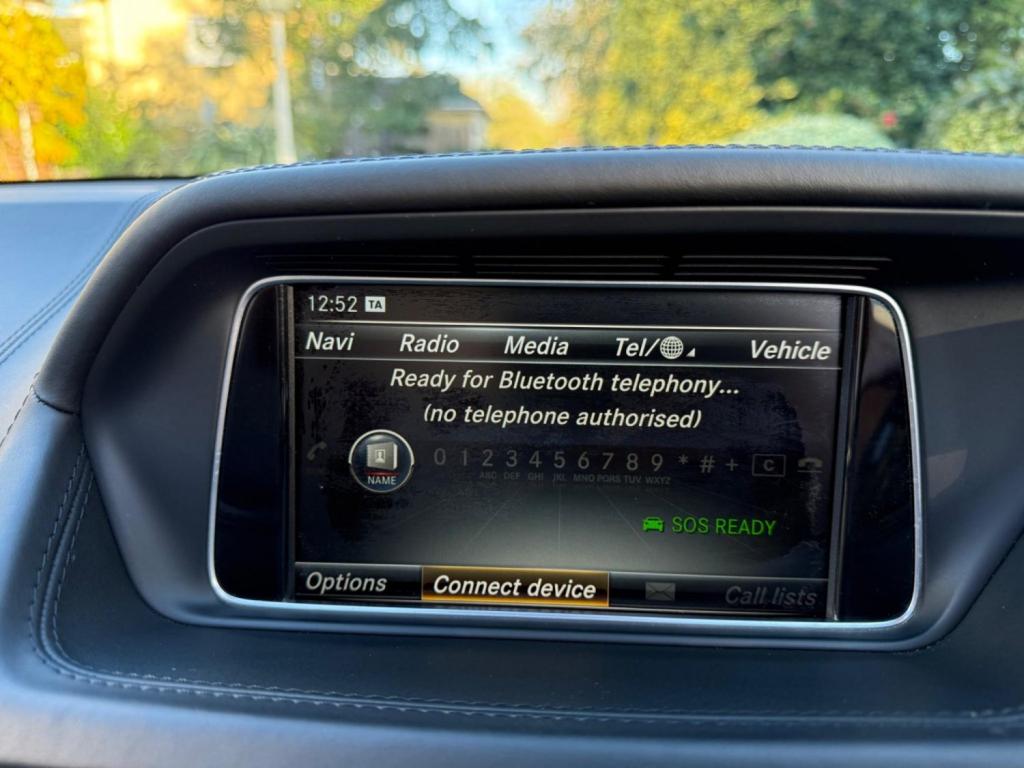 12:52 TA
Navi Radio Media Tel/ Vehicle
Ready for Bluetooth telephony...
(no telephone authorised)
NAME 0 1 2 3 4 5 6 7 8 9 * # + C
ABC DEF GHI JKL MNO PQRS TUV WXYZ
SOS READY
Options Connect device Call lists